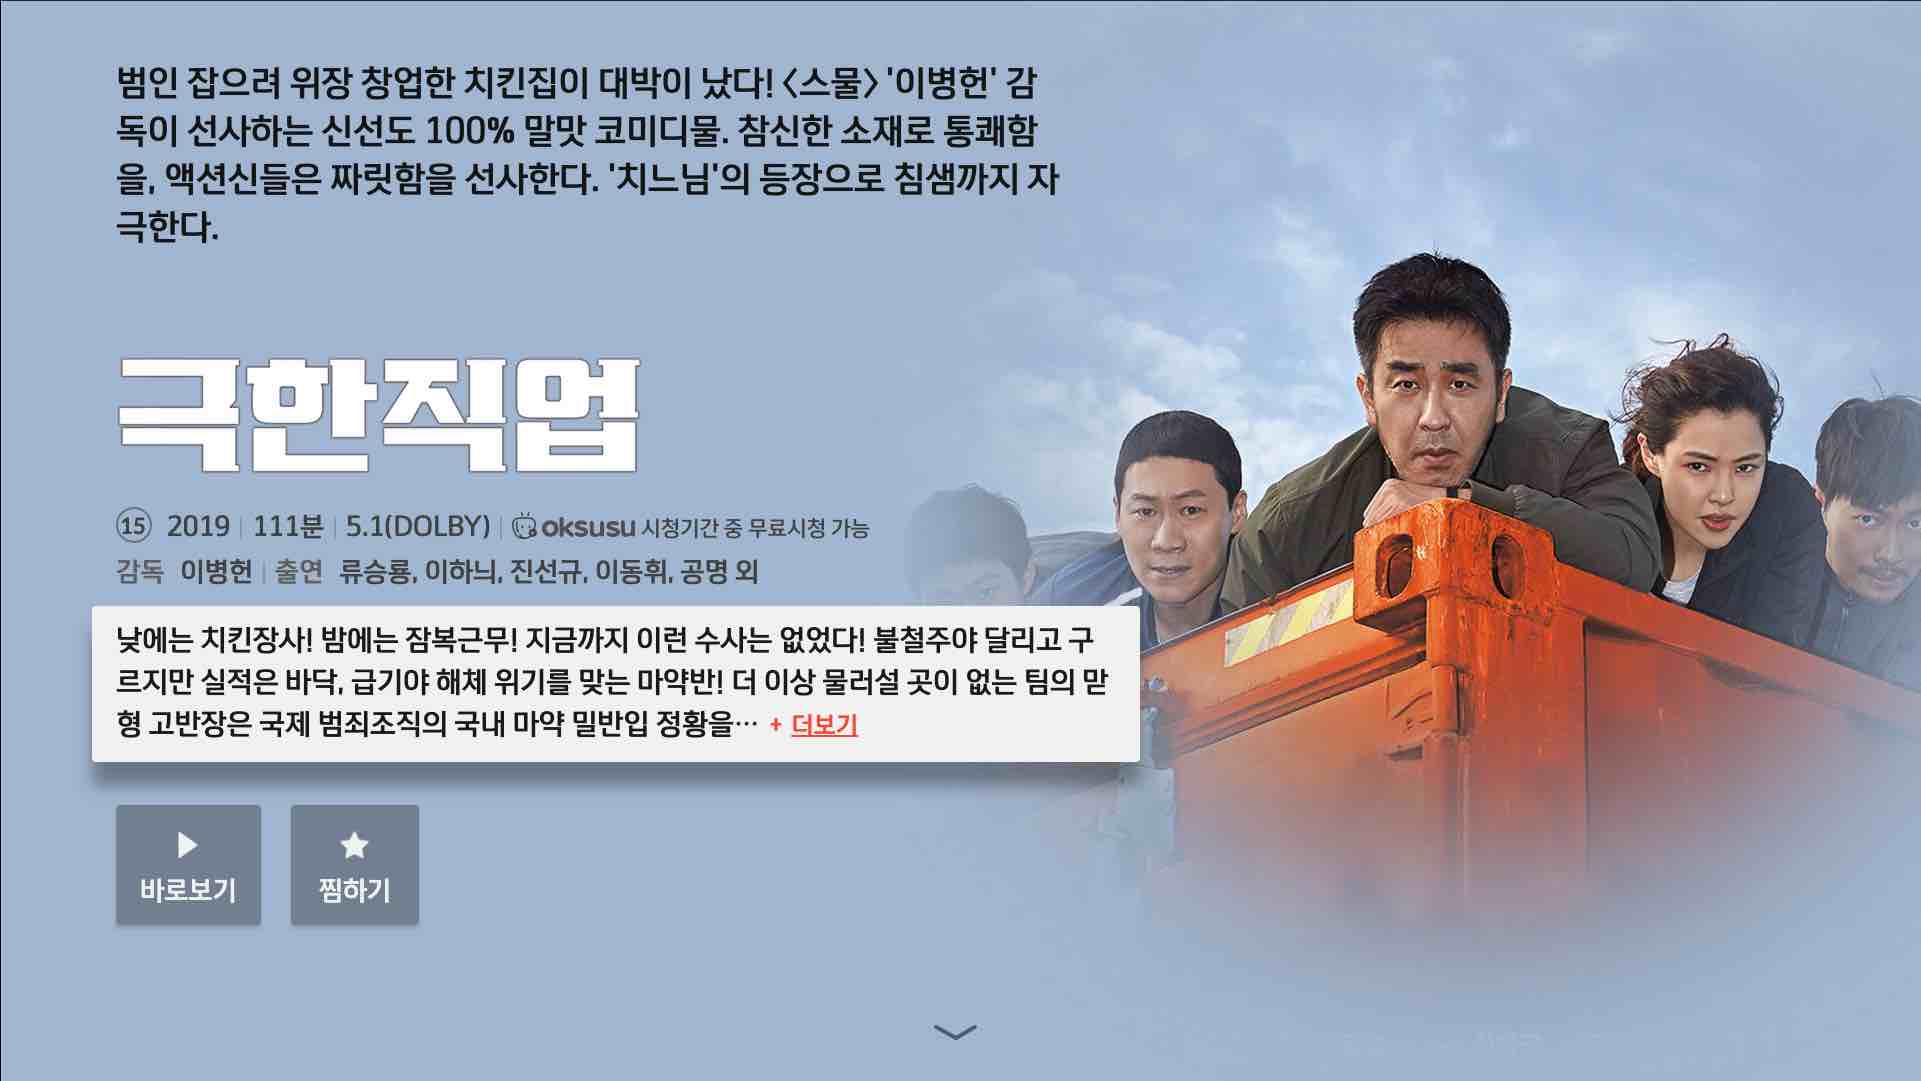 범인 잡으려 위장 창업한 치킨집이 대박이 났다! <스물> '이병헌' 감
독이 선사하는 신선도 100% 말맛 코미디물. 참신한 소재로 통쾌함
을, 액션신들은 짜릿함을 선사한다. '치느님'의 등장으로 침샘까지 자
극한다.
극한직업
15 2019 | 111분 | 5.1(DOLBY) | oksusu 시청기간 중 무료시청 가능
감독 이병헌 | 출연 류승룡, 이하늬, 진선규, 이동휘, 공명 외
낮에는 치킨장사! 밤에는 잠복근무! 지금까지 이런 수사는 없었다! 불철주야 달리고 구
르지만 실적은 바닥, 급기야 해체 위기를 맞는 마약반! 더 이상 물러설 곳이 없는 팀의 맏
형 고반장은 국제 범죄조직의 국내 마약 밀반입 정황을… + 더보기
바로보기 찜하기